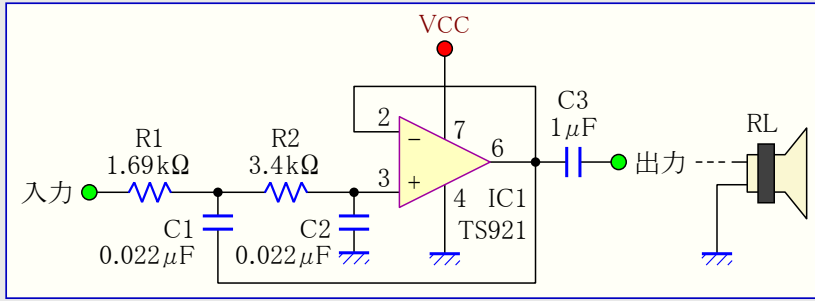 VCC
R1
1.69kΩ
R2
3.4kΩ
2
−
7
6
3
+
4
IC1
TS921
C3
1μF
出力
RL
入力
C1
0.022μF
C2
0.022μF